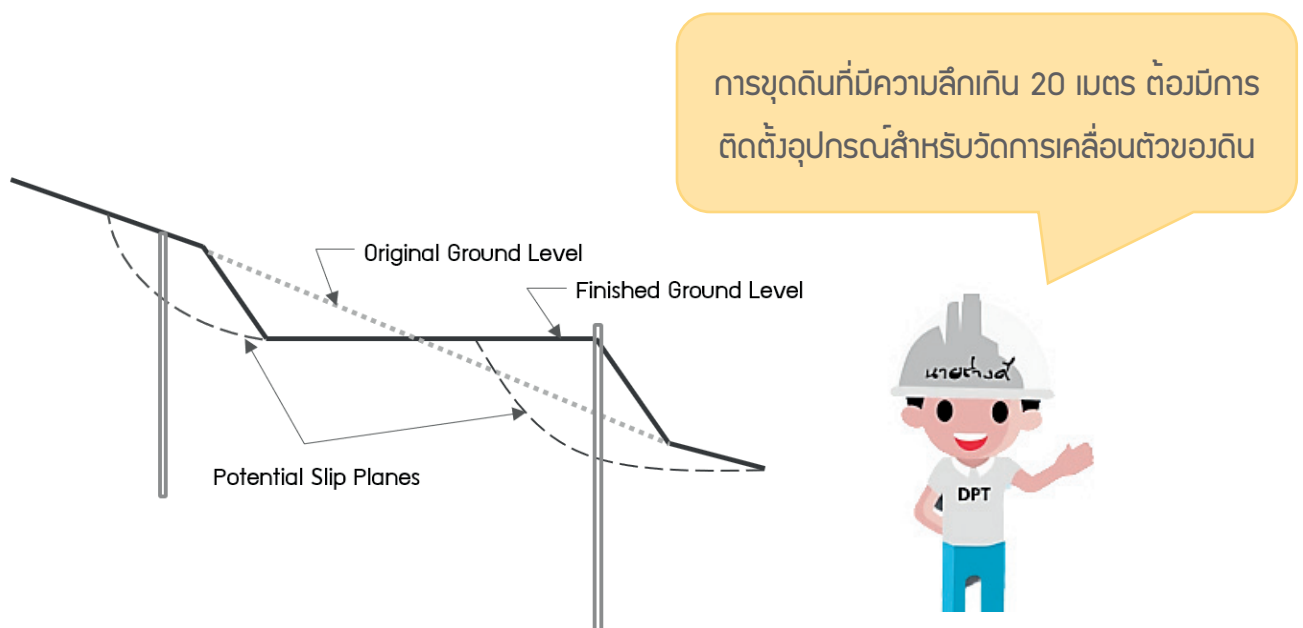 การขุดดินที่มีความลึกเกิน 20 เมตร ต้องมีการ
ติดตั้งอุปกรณ์สำหรับวัดการเคลื่อนตัวของดิน
Original Ground Level
Finished Ground Level
Potential Slip Planes
นายช่าง
DPT